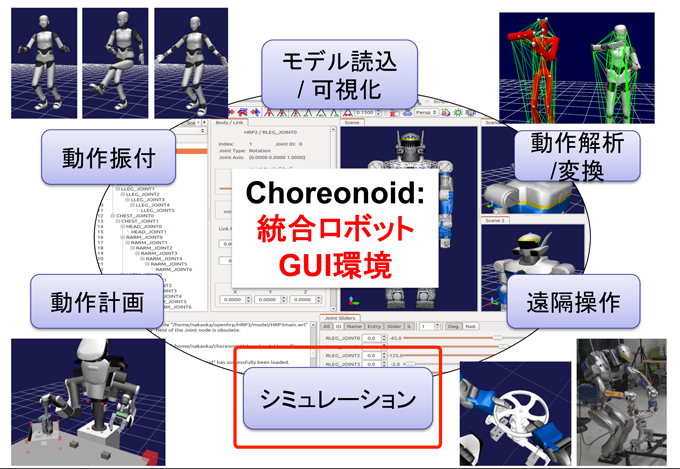 モデル読込
/ 可視化
動作振付
動作解析
/変換
Choreonoid:
統合ロボット
GUI環境
動作計画
遠隔操作
シミュレーション
0.1500
Persp
Body / Link
Scene
HRP2 / RLEG_JOINT0
Index: 1 Joint ID: 0
Joint Type: Rotation
Joint Axis: (0.0000 0.0000 1.0000)
LLEG_JOINT1
LLEG_JOINT2
LLEG_JOINT3
LLEG_JOINT4
LLEG_JOINT5
CHEST_JOINT0
CHEST_JOINT1
HEAD_JOINT0
HEAD_JOINT1
RARM_JOINT0
RARM_JOINT1
RARM_JOINT2
RARM_JOINT3
RARM_JOINT4
RARM_JOINT5
RARM_JOINT6
X Y Z
0.0000 0.0000 0.0000
Scene 2
Joint Sliders
All ID Name Entry Slider IL 1 Deg. Rad.
RLEG_JOINT0 0.0 -45.0
RLEG_JOINT2 0.0 -125.0
RLEG_JOINT3 0.0 -2.0
file "/home/nakaoka/openhrp/HRP3/model/HRP3main.wrl"
field of the Joint node is obsolete.
has successfully been loaded.